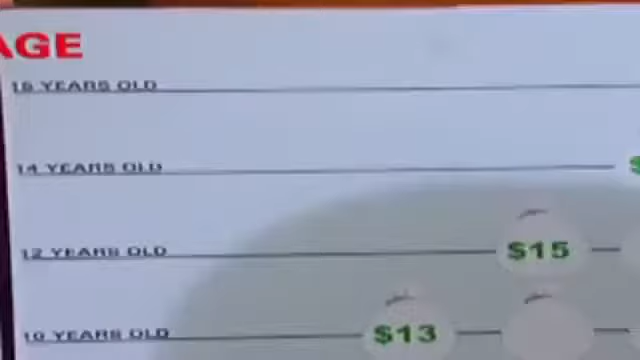 AGE
16 YEARS OLD
14 YEARS OLD $
12 YEARS OLD $15
10 YEARS OLD $13